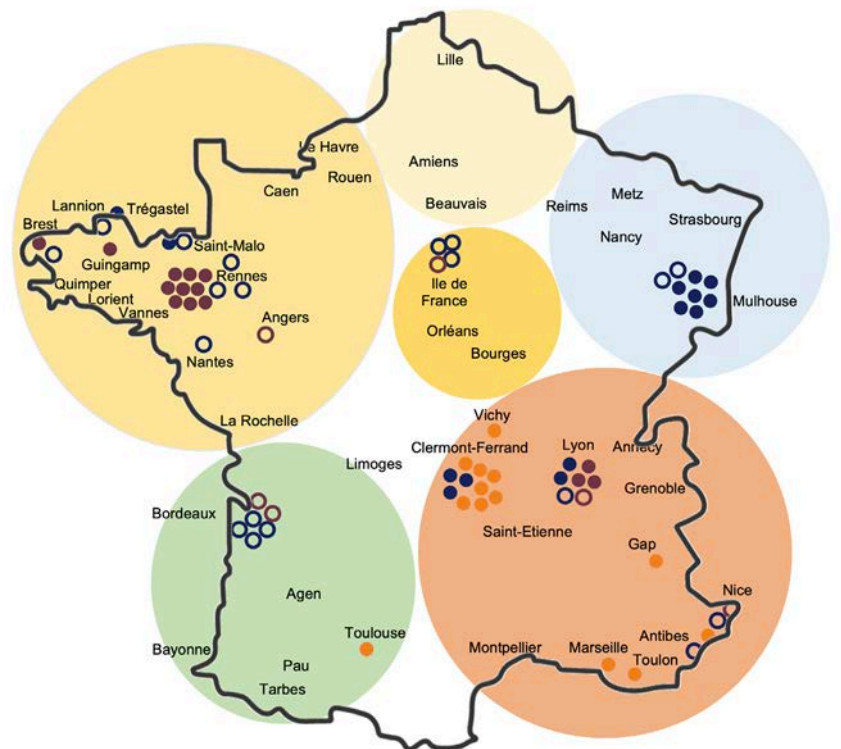 Lille
Le Havre
Amiens
Rouen
Caen
Metz
Beauvais
Reims
Lannion
Trégastel
Strasbourg
Brest
Nancy
Saint-Malo
Guingamp
Rennes
Quimper
Ile de
France
Lorient
Mulhouse
Vannes
Angers
Orléans
Bourges
Nantes
Vichy
La Rochelle
Clermont-Ferrand
Lyon
Annecy
Limoges
Grenoble
Bordeaux
Saint-Etienne
Gap
Nice
Agen
Toulouse
Antibes
Bayonne
Montpellier
Marseille
Toulon
Pau
Tarbes